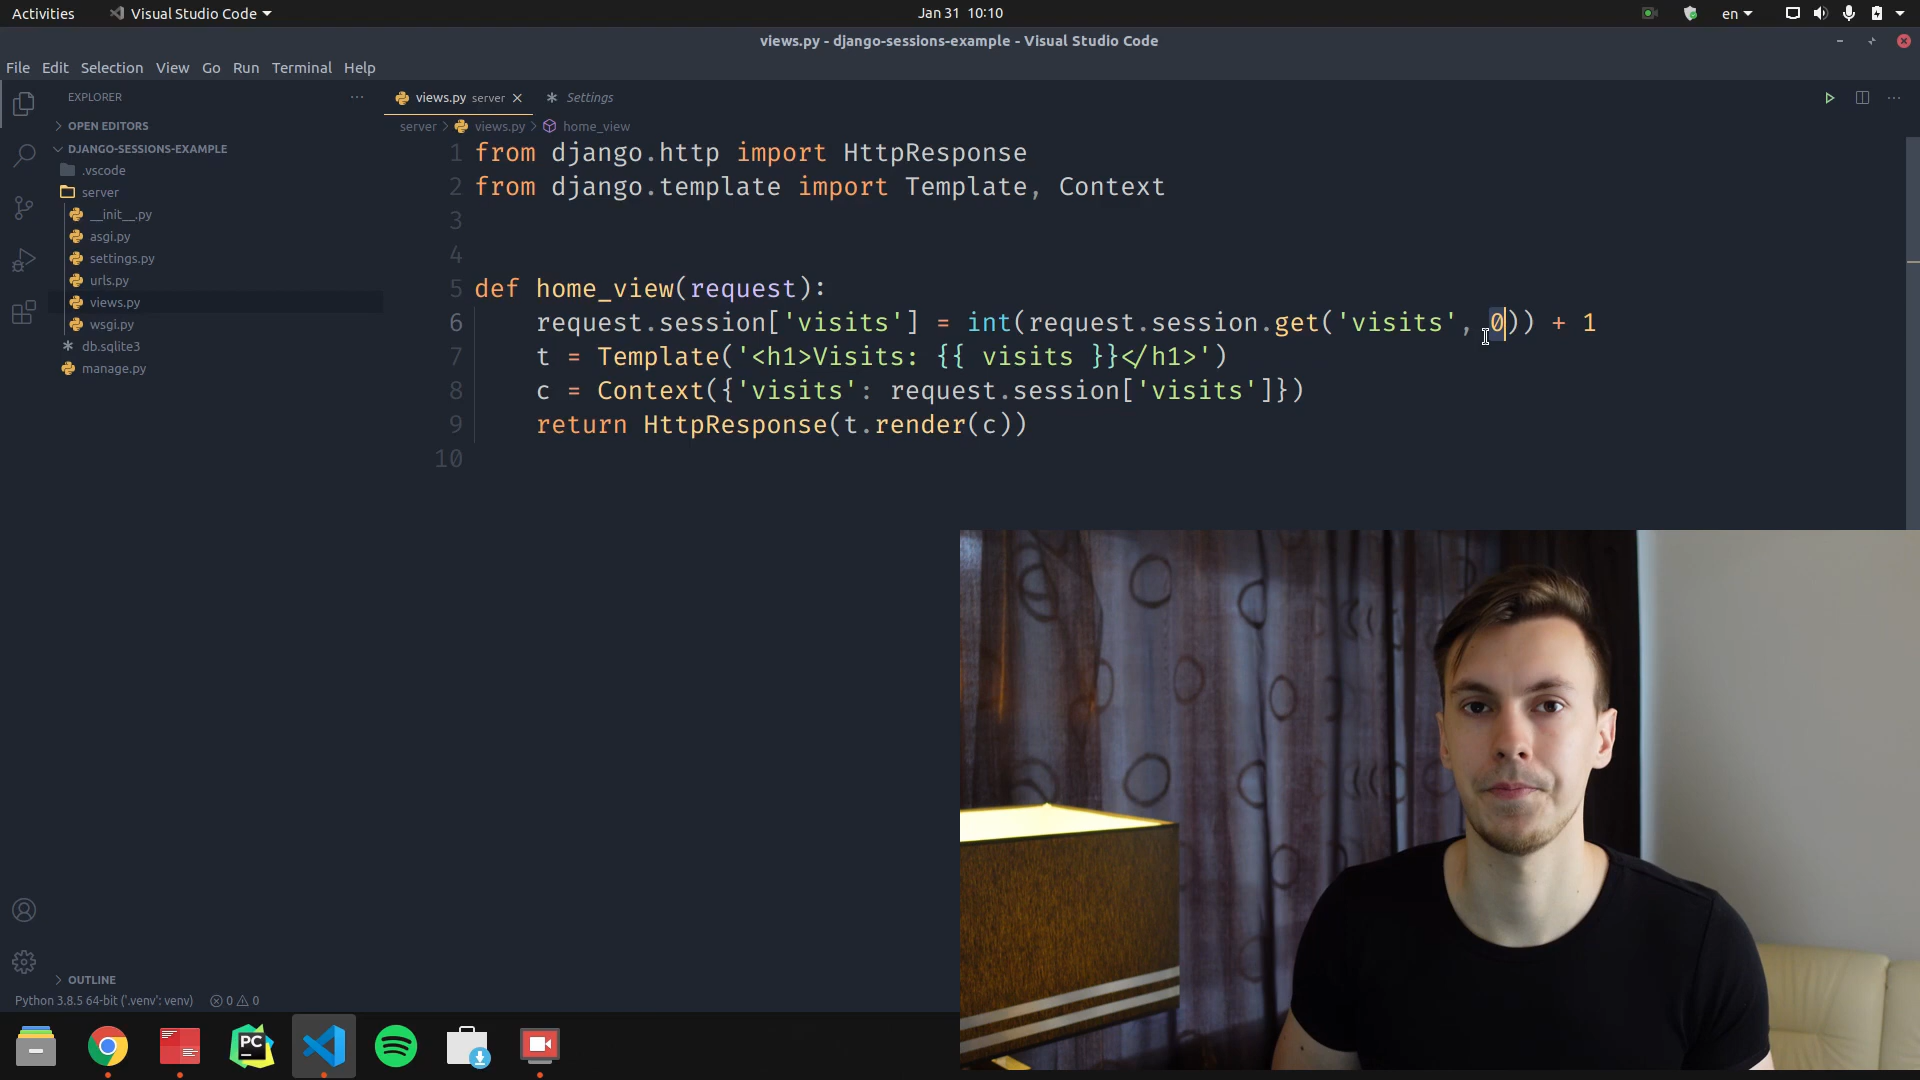 Activities
Visual Studio Code
Jan 31 10:10
en
views.py - django-sessions-example - Visual Studio Code
File Edit Selection View Go Run Terminal Help
EXPLORER
OPEN EDITORS
DJANGO-SESSIONS-EXAMPLE
.vscode
server
__init__.py
asgi.py
settings.py
urls.py
views.py
wsgi.py
db.sqlite3
manage.py
OUTLINE
views.py server
Settings
server > views.py > home_view
1 from django.http import HttpResponse
2 from django.template import Template, Context
3
4
5 def home_view(request):
6 request.session['visits'] = int(request.session.get('visits', 0)) + 1
7 t = Template('<h1>Visits: {{ visits }}</h1>')
8 c = Context({'visits': request.session['visits']})
9 return HttpResponse(t.render(c))
10
Python 3.8.5 64-bit ('.venv': venv) 0 0
PC